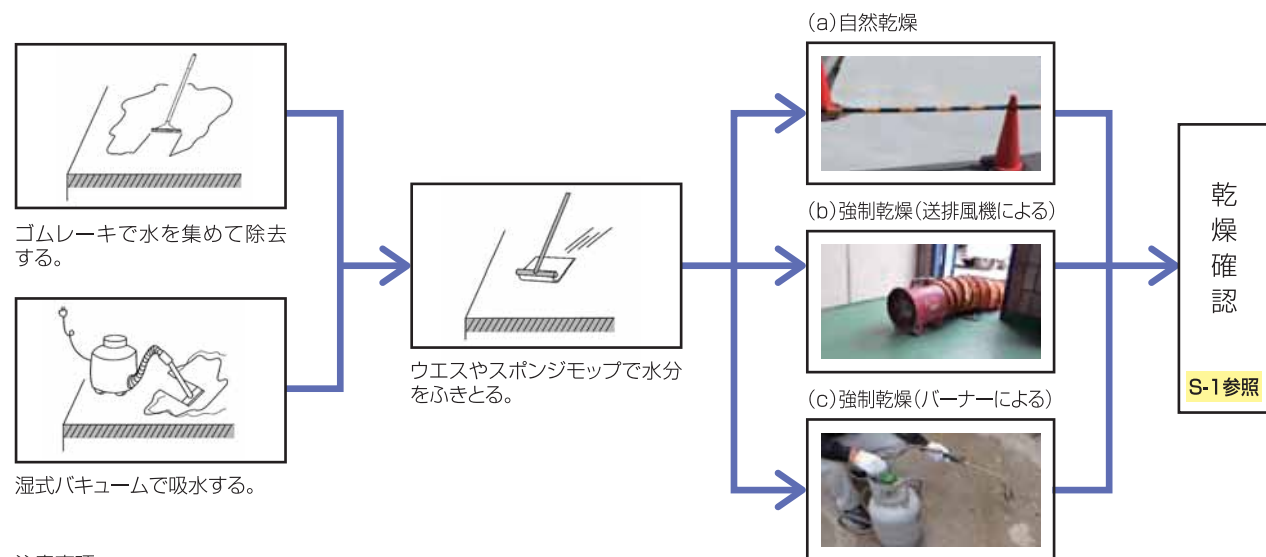 ゴムレーキで水を集めて除去
する。
湿式バキュームで吸水する。
ウエスやスポンジモップで水分
をふきとる。
(a)自然乾燥
(b)強制乾燥(送排風機による)
(c)強制乾燥(バーナーによる)
乾燥確認
S-1参照